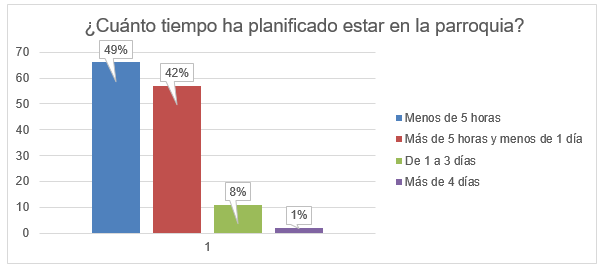 ¿Cuánto tiempo ha planificado estar en la parroquia?
70
60
50
40
30
20
10
0
49%
42%
8%
1%
1
Menos de 5 horas
Más de 5 horas y menos de 1 día
De 1 a 3 días
Más de 4 días